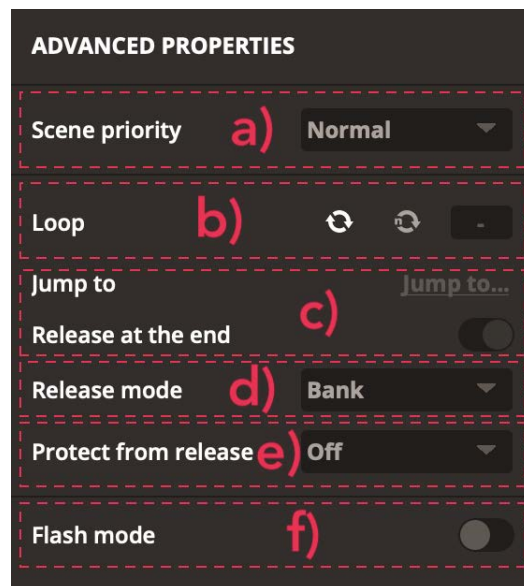 ADVANCED PROPERTIES
Scene priority a) Normal
Loop b) n -
Jump to Jump to...
c)
Release at the end
Release mode d) Bank
Protect from release e) Off
Flash mode f)